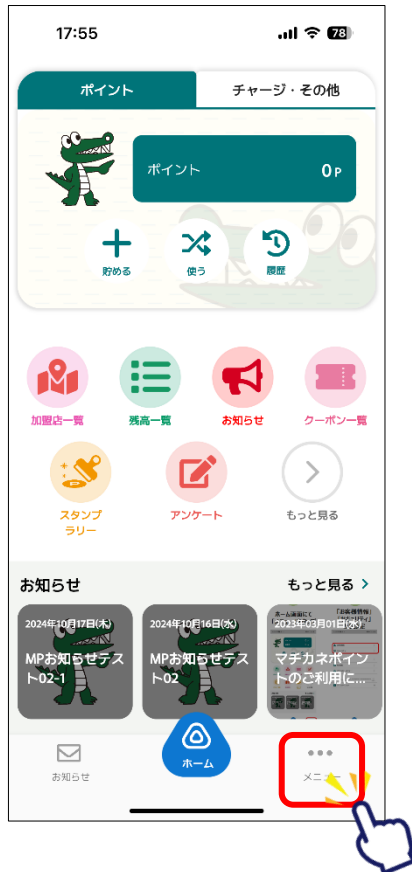 17:55
78
ポイント
チャージ・その他
ポイント
0P
貯める
使う
履歴
加盟店一覧
残高一覧
お知らせ
クーポン一覧
スタンプ
ラリー
アンケート
もっと見る
お知らせ
もっと見る
2024年10月17日(木)
MPお知らせテス
ト02-1
2024年10月16日(水)
MPお知らせテス
ト02
2023年03月01日(水)
マチカネポイン
トのご利用に...
お知らせ
ホーム
メニュー